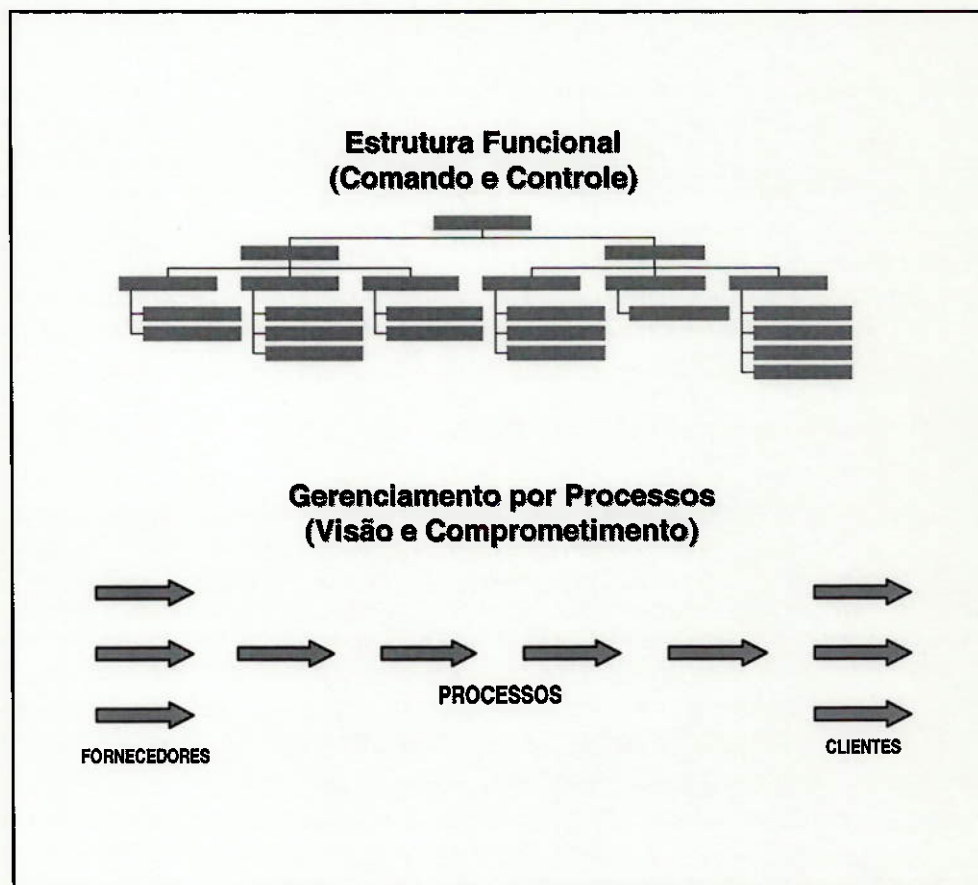 Estrutura Funcional
(Comando e Controle)
Gerenciamento por Processos
(Visão e Comprometimento)
PROCESSOS
FORNECEDORES
CLIENTES